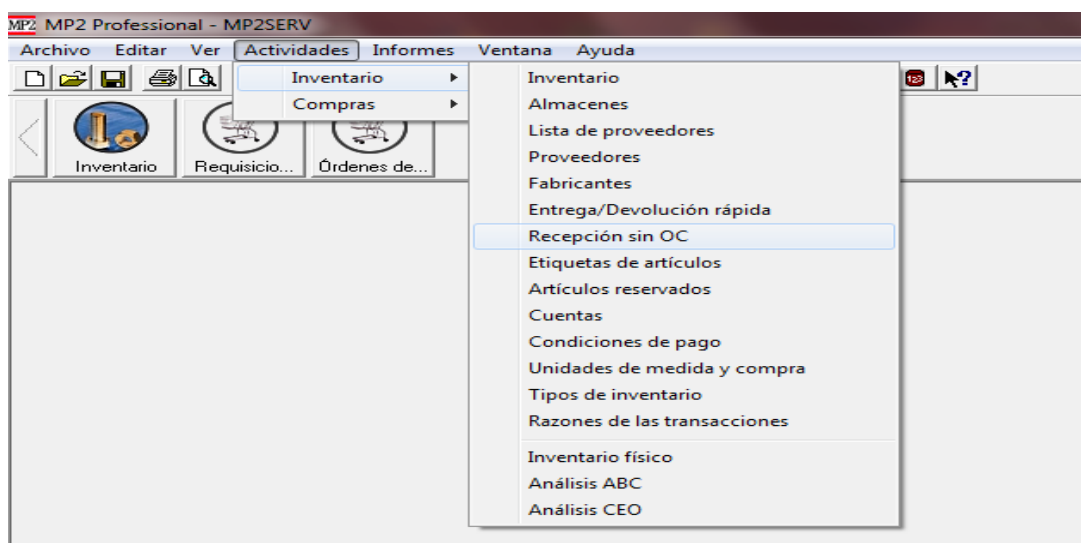 MP2 MP2 Professional - MP2SERV
Archivo Editar Ver Actividades Informes Ventana Ayuda
Inventario
Compras
Inventario
Requisicio...
Órdenes de...
Inventario
Almacenes
Lista de proveedores
Proveedores
Fabricantes
Entrega/Devolución rápida
Recepción sin OC
Etiquetas de artículos
Artículos reservados
Cuentas
Condiciones de pago
Unidades de medida y compra
Tipos de inventario
Razones de las transacciones
Inventario físico
Análisis ABC
Análisis CEO
123